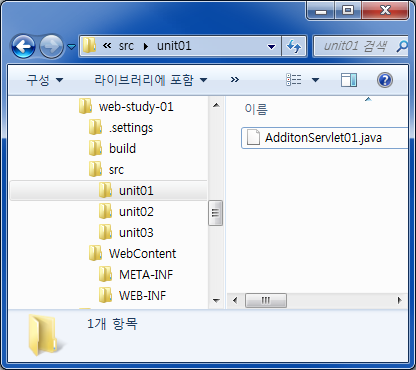 « src ▸ unit01
unit01 검색
구성 ▼ 라이브러리에 포함 ▼ »
web-study-01
.settings
build
src
unit01
unit02
unit03
WebContent
META-INF
WEB-INF
이름
AdditonServlet01.java
1개 항목